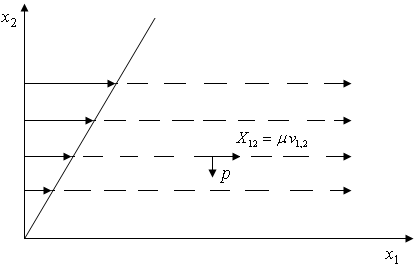 x₂
X₁₂ = μv₁,₂
p
x₁